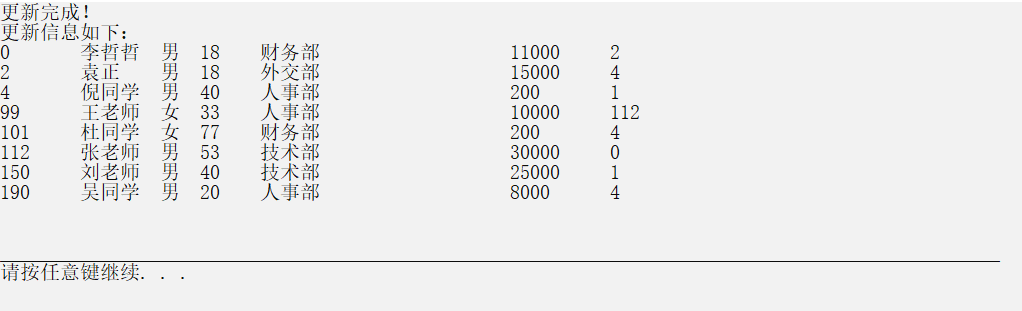 更新完成！
更新信息如下：
0 李哲哲 男 18 财务部 11000 2
2 袁正 男 18 外交部 15000 4
4 倪同学 男 40 人事部 200 1
99 王老师 女 33 人事部 10000 112
101 杜同学 女 77 财务部 200 4
112 张老师 男 53 技术部 30000 0
150 刘老师 男 40 技术部 25000 1
190 吴同学 男 20 人事部 8000 4
请按任意键继续. . .